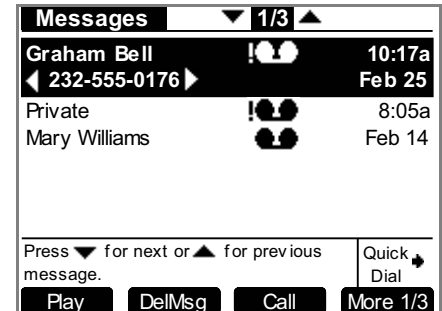 Messages ▼ 1/3 ▲
Graham Bell ! 10:17a
◀ 232-555-0176 ▶ Feb 25
Private ! 8:05a
Mary Williams Feb 14
Press ▼ for next or ▲ for previous
message.
Quick ➧
Dial
Play DelMsg Call More 1/3